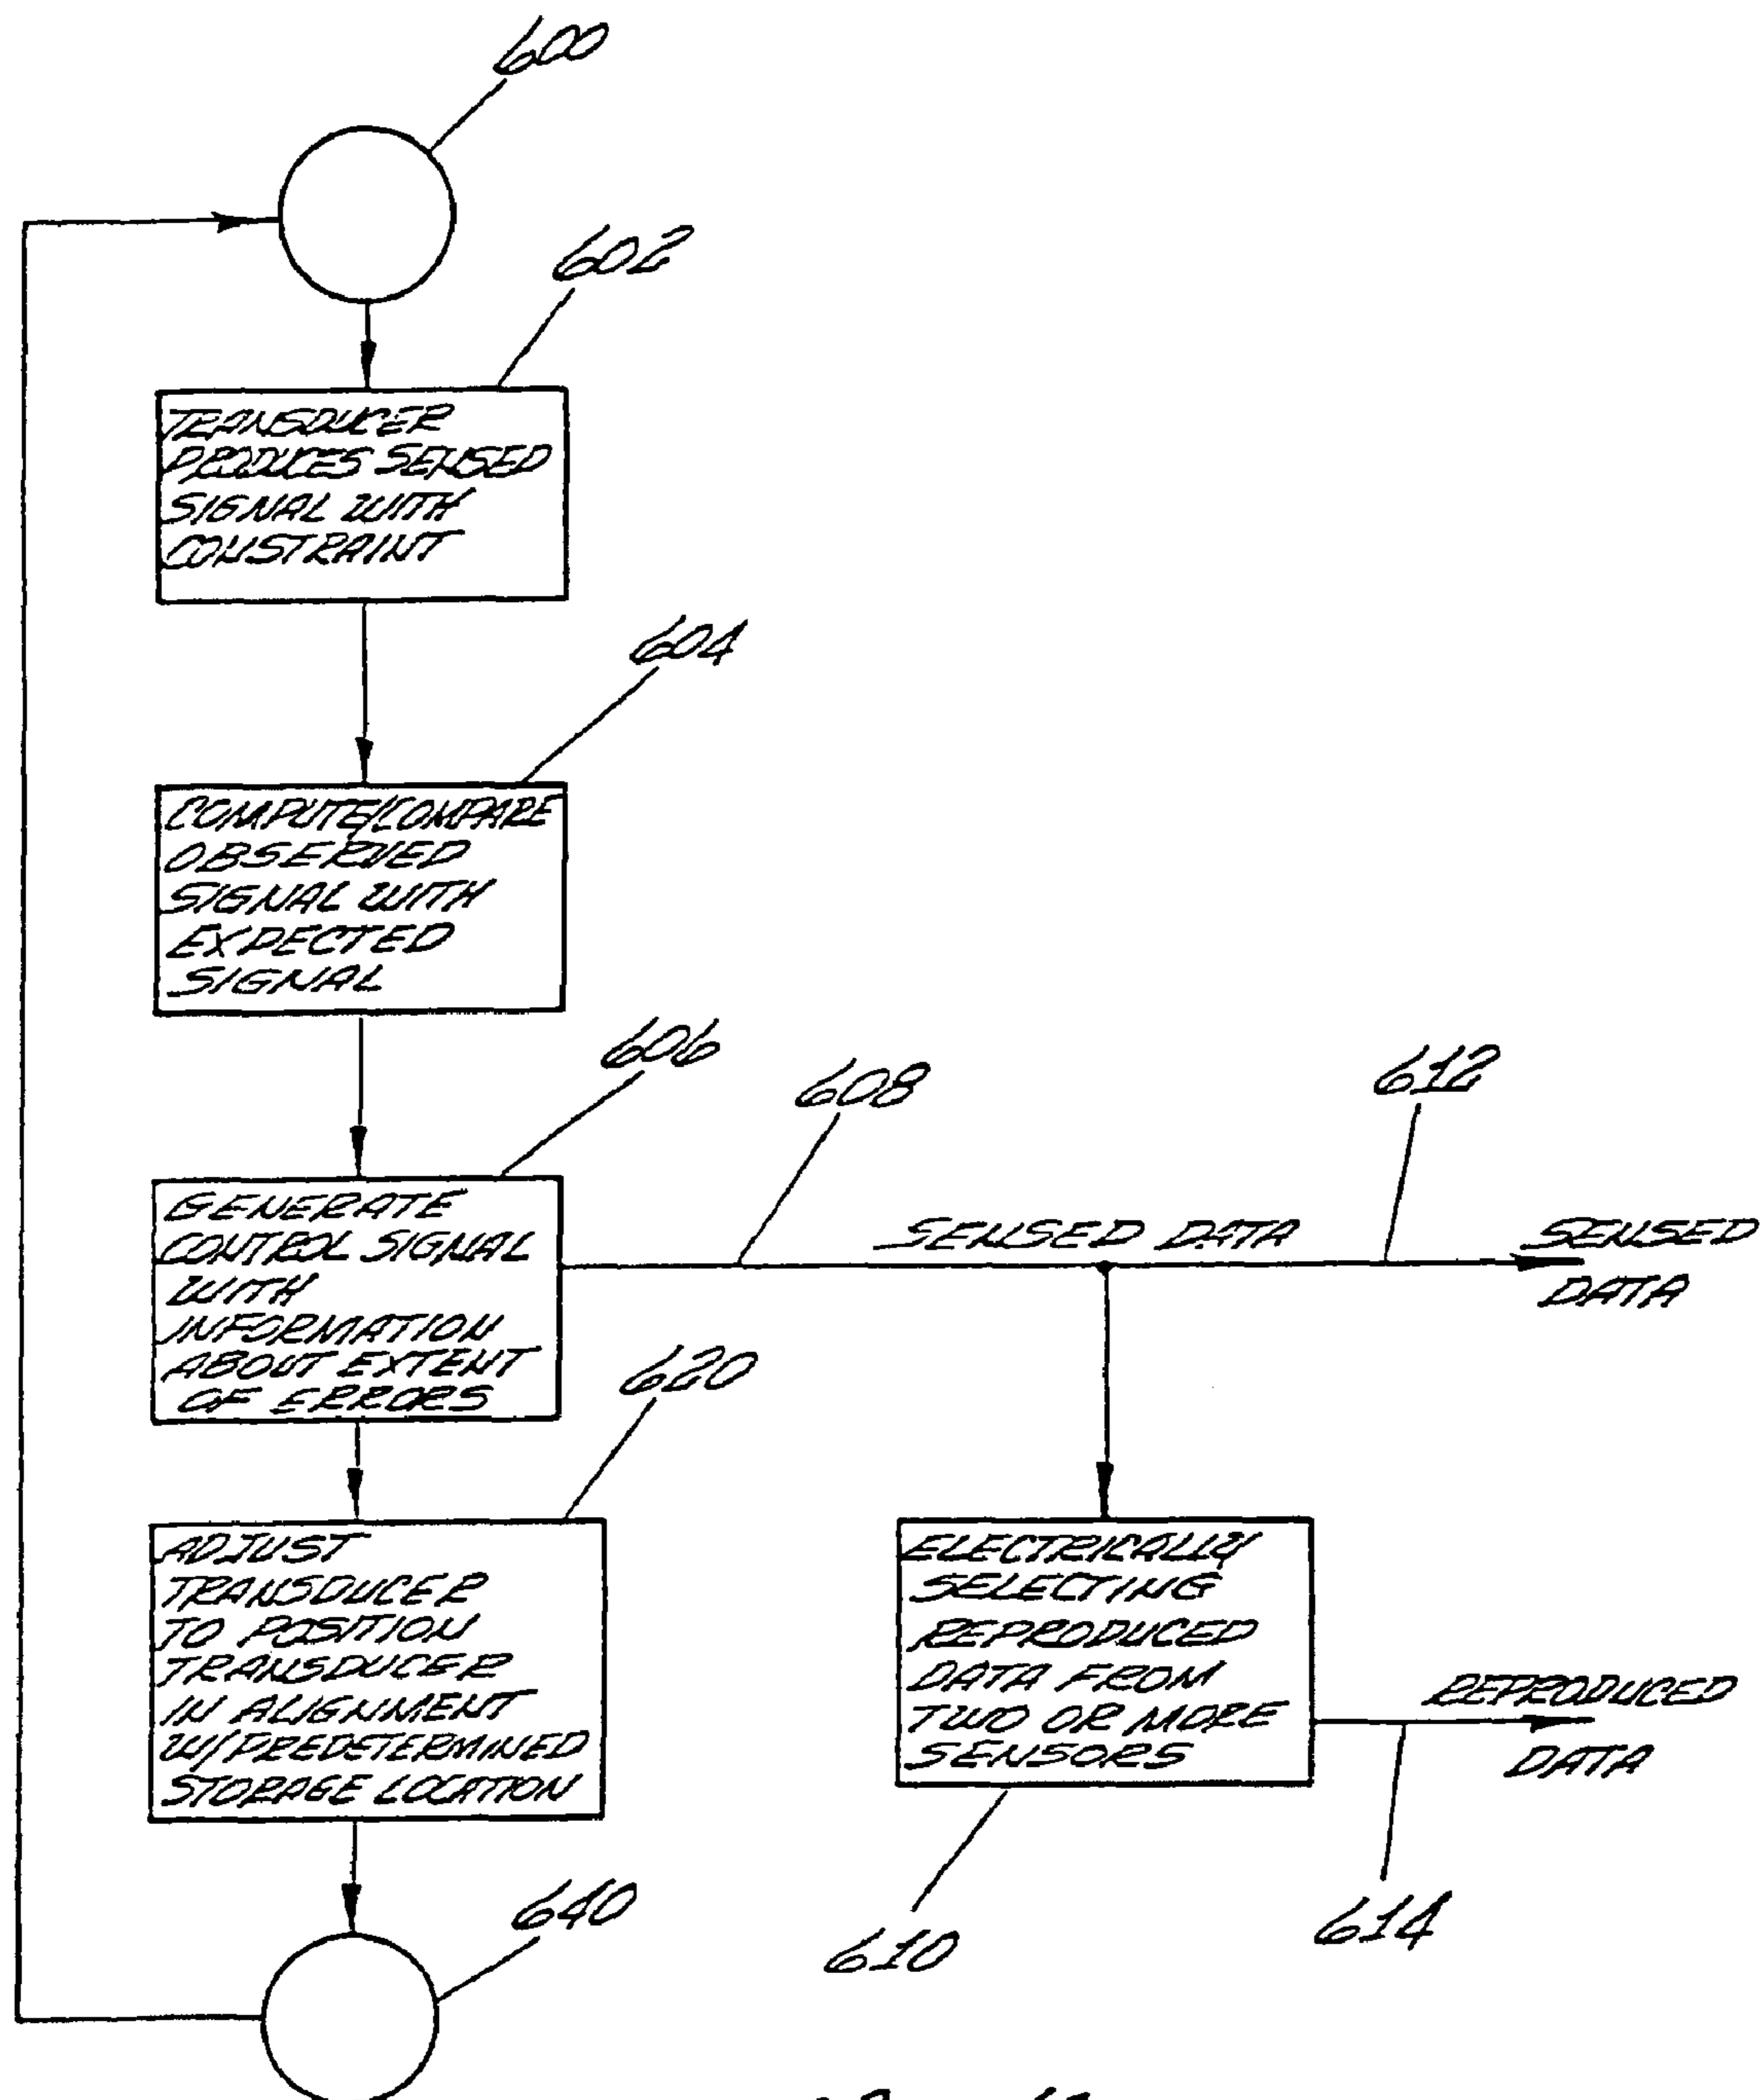 600
602
TRANSDUCER
PRODUCES SENSED
SIGNAL WITH
CONSTRAINT
604
COMPUTE/COMPARE
OBSERVED
SIGNAL WITH
EXPECTED
SIGNAL
606
608
612
GENERATE
CONTROL SIGNAL
WITH
INFORMATION
ABOUT EXTENT
OF ERRORS
SENSED DATA
SENSED
DATA
620
ADJUST
TRANSDUCER
TO POSITION
TRANSDUCER
IN ALIGNMENT
W/PREDETERMINED
STORAGE LOCATION
ELECTRICALLY
SELECTING
REPRODUCED
DATA FROM
TWO OR MORE
SENSORS
REPRODUCED
DATA
640
610
614